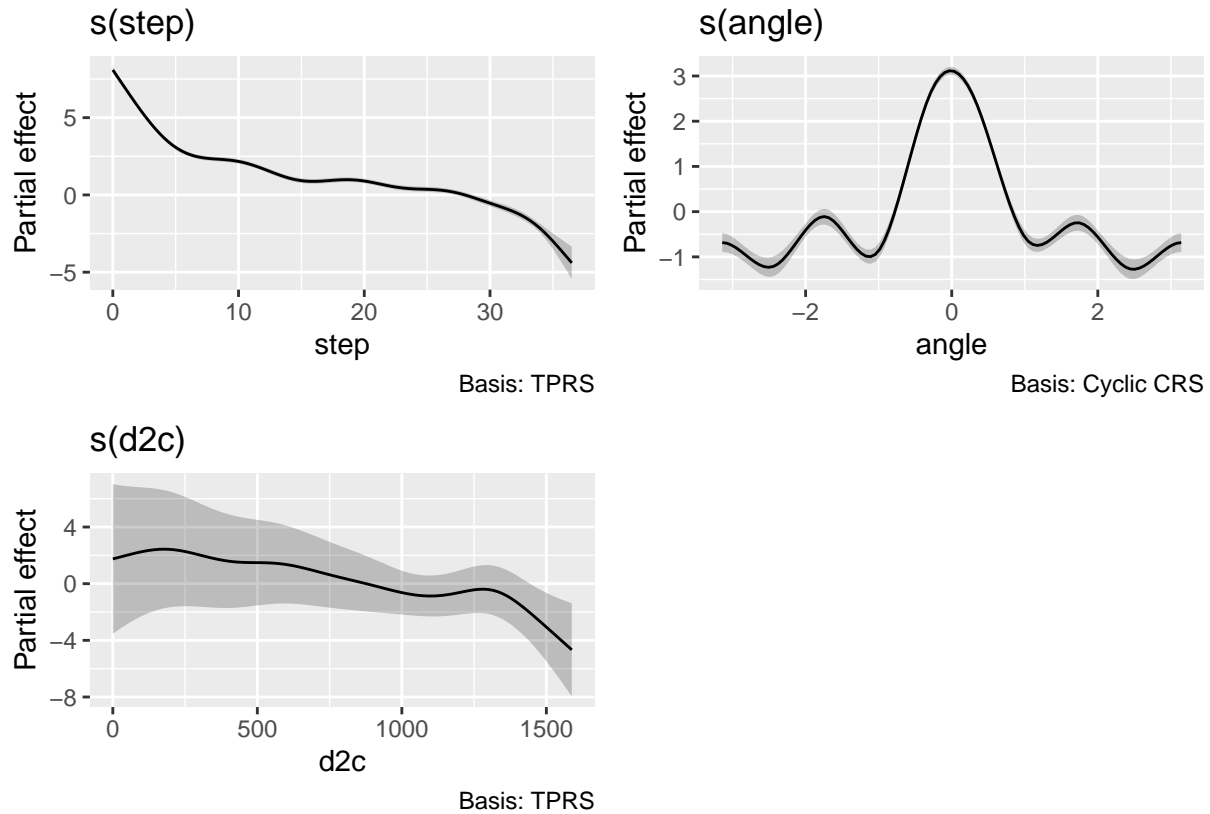 s(step)
Partial effect
5
0
−5
0 10 20 30
step
Basis: TPRS
s(angle)
Partial effect
3
2
1
0
−1
−2 0 2
angle
Basis: Cyclic CRS
s(d2c)
Partial effect
4
0
−4
−8
0 500 1000 1500
d2c
Basis: TPRS